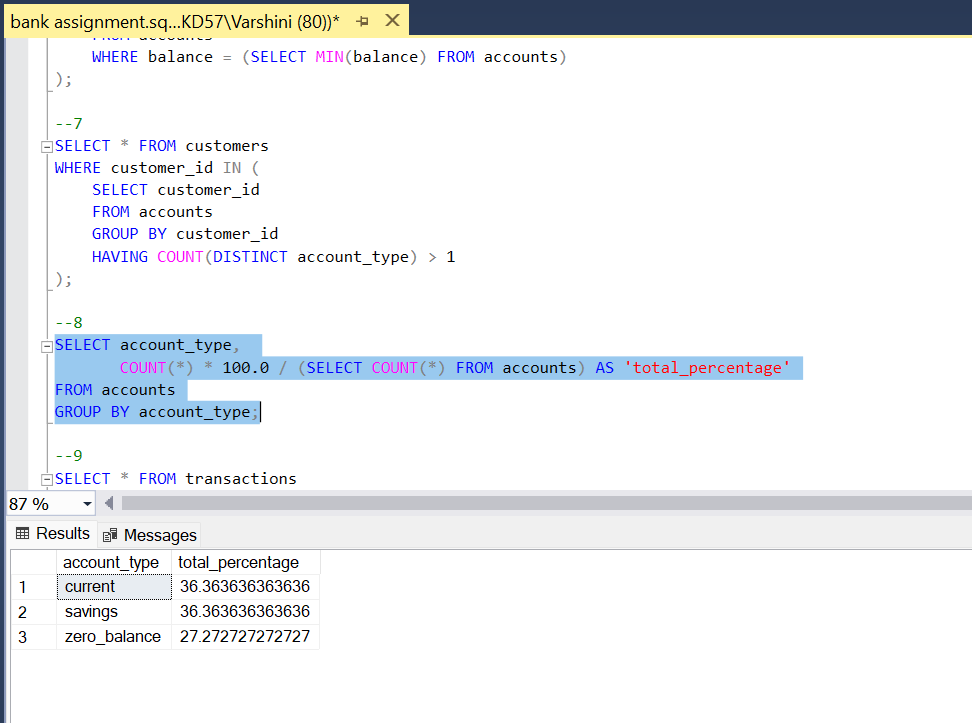 bank assignment.sq...KD57\Varshini (80))*
FROM accounts
WHERE balance = (SELECT MIN(balance) FROM accounts)
);
--7
SELECT * FROM customers
WHERE customer_id IN (
SELECT customer_id
FROM accounts
GROUP BY customer_id
HAVING COUNT(DISTINCT account_type) > 1
);
--8
SELECT account_type,
COUNT(*) * 100.0 / (SELECT COUNT(*) FROM accounts) AS 'total_percentage'
FROM accounts
GROUP BY account_type;
--9
SELECT * FROM transactions
87 %
Results Messages
account_type total_percentage
1 current 36.363636363636
2 savings 36.363636363636
3 zero_balance 27.272727272727